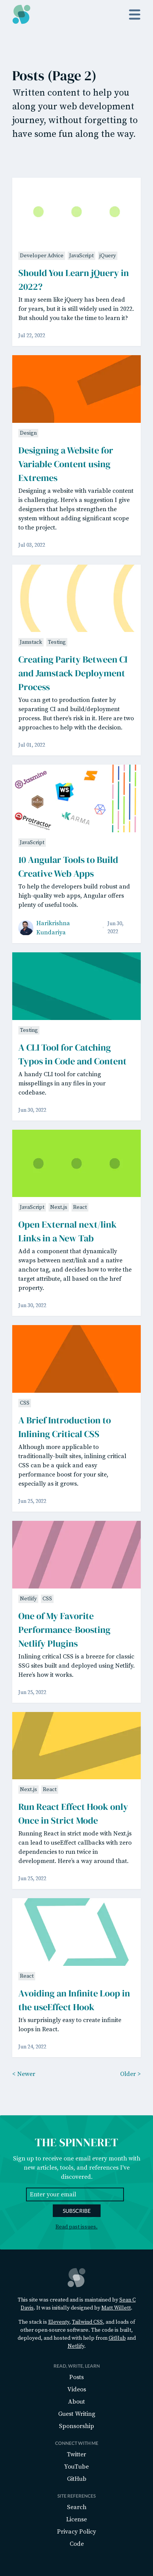 Posts (Page 2)
Written content to help you
along your web development
journey, without forgetting to
have some fun along the way.
Developer Advice JavaScript jQuery
Should You Learn jQuery in
2022?
It may seem like jQuery has been dead
for years, but it is still widely used in 2022.
But should you take the time to learn it?
Jul 22, 2022
Design
Designing a Website for
Variable Content using
Extremes
Designing a website with variable content
is challenging. Here's a suggestion I give
designers that helps strengthen the
system without adding significant scope
to the project.
Jul 03, 2022
Jamstack Testing
Creating Parity Between CI
and Jamstack Deployment
Process
You can get to production faster by
separating CI and build/deployment
process. But there's risk in it. Here are two
approaches to help with the decision.
Jul 01, 2022
Jasmine
WS
Protractor
KARMA
JavaScript
10 Angular Tools to Build
Creative Web Apps
To help the developers build robust and
high-quality web apps, Angular offers
plenty of useful tools.
Harikrishna
Kundariya
Jun 30,
2022
Testing
A CLI Tool for Catching
Typos in Code and Content
A handy CLI tool for catching
misspellings in any files in your
codebase.
Jun 30, 2022
JavaScript Next.js React
Open External next/link
Links in a New Tab
Add a component that dynamically
swaps between next/link and a native
anchor tag, and decides how to write the
target attribute, all based on the href
property.
Jun 30, 2022
CSS
A Brief Introduction to
Inlining Critical CSS
Although more applicable to
traditionally-built sites, inlining critical
CSS can be a quick and easy
performance boost for your site,
especially as it grows.
Jun 25, 2022
Netlify CSS
One of My Favorite
Performance-Boosting
Netlify Plugins
Inlining critical CSS is a breeze for classic
SSG sites built and deployed using Netlify.
Here's how it works.
Jun 25, 2022
Next.js React
Run React Effect Hook only
Once in Strict Mode
Running React in strict mode with Next.js
can lead to useEffect callbacks with zero
dependencies to run twice in
development. Here's a way around that.
Jun 25, 2022
React
Avoiding an Infinite Loop in
the useEffect Hook
It's surprisingly easy to create infinite
loops in React.
Jun 24, 2022
< Newer Older >
THE SPINNERET
Sign up to receive one email every month with
new articles, tools, and references I've
discovered.
Enter your email
SUBSCRIBE
Read past issues.
This site was created and is maintained by Sean C
Davis. It was initially designed by Matt Willett.
The stack is Eleventy, Tailwind CSS, and loads of
other open-source software. The code is built,
deployed, and hosted with help from GitHub and
Netlify.
READ, WRITE, LEARN
Posts
Videos
About
Guest Writing
Sponsorship
CONNECT WITH ME
Twitter
YouTube
GitHub
SITE REFERENCES
Search
License
Privacy Policy
Code